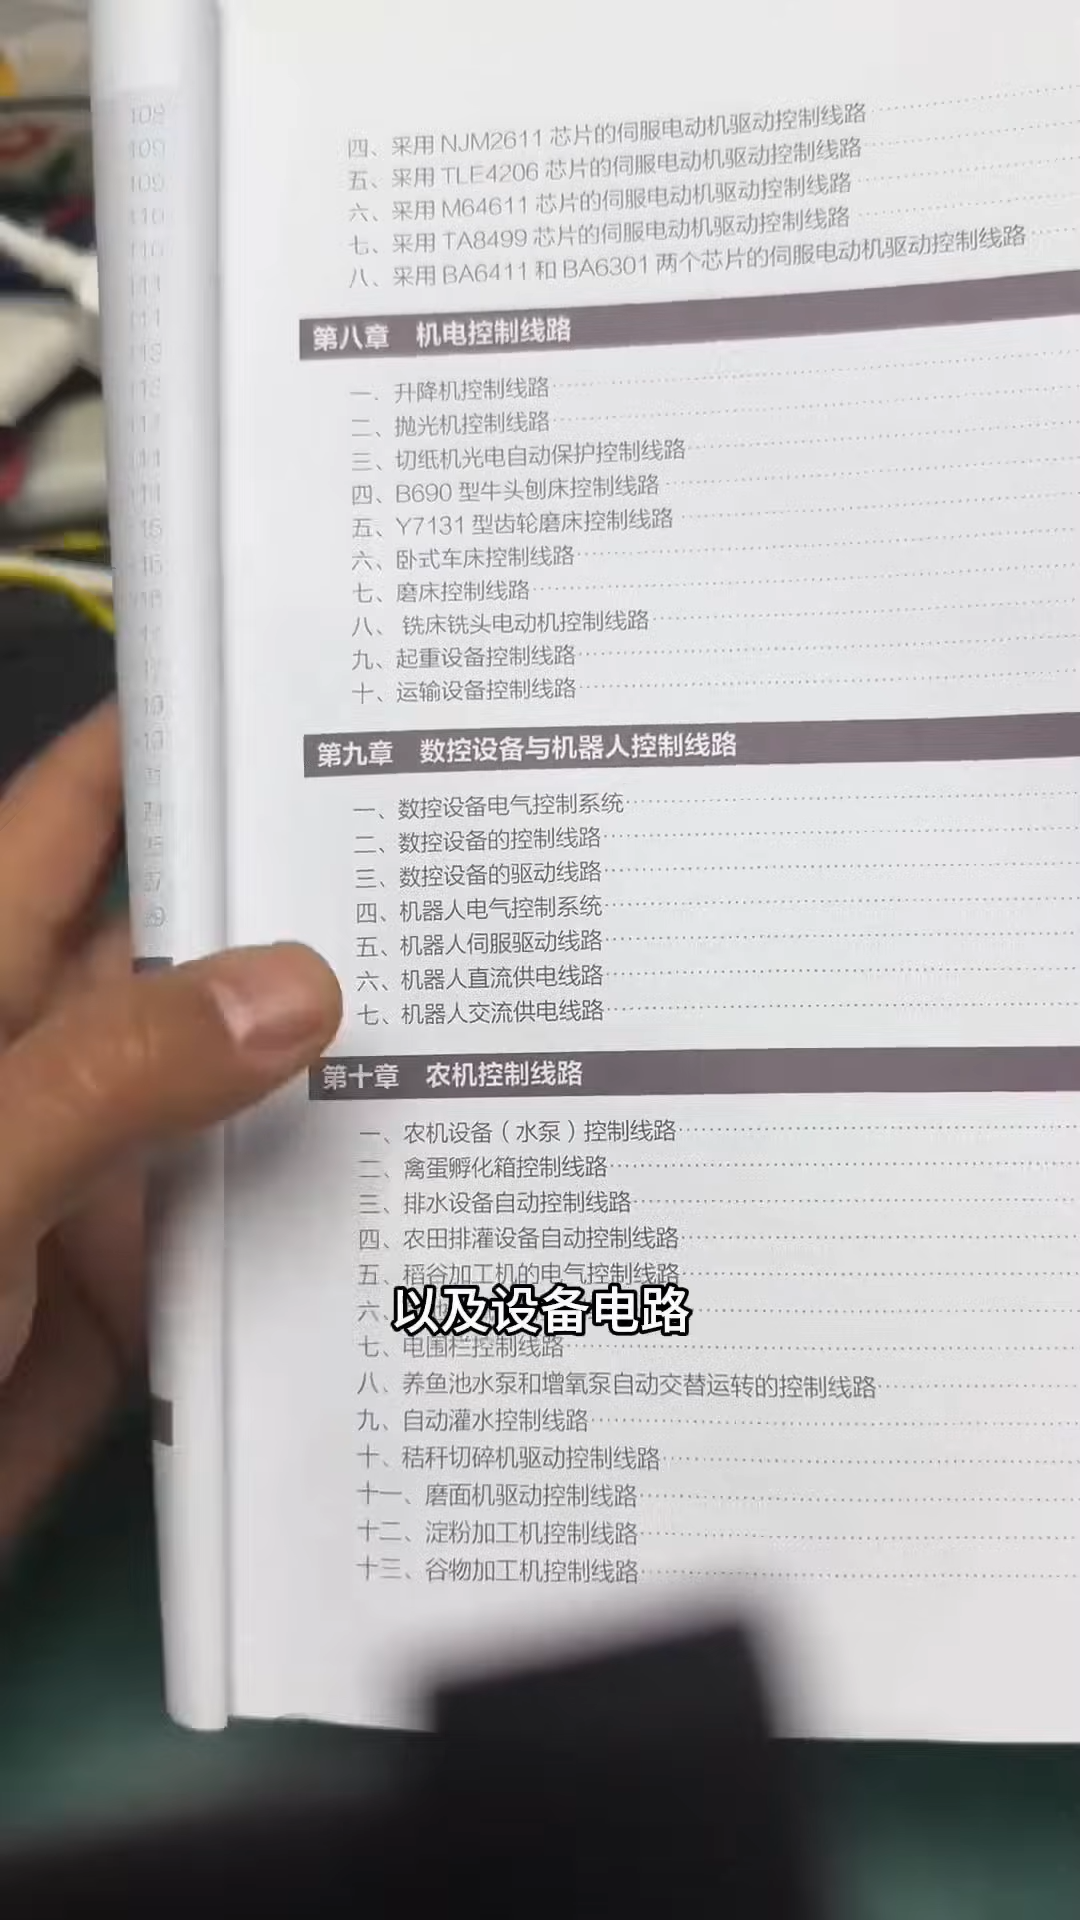 四、采用 NJM2611 芯片的伺服电动机驱动控制线路
五、采用 TLE4206 芯片的伺服电动机驱动控制线路
六、采用 M64611 芯片的伺服电动机驱动控制线路
七、采用 TA8499 芯片的伺服电动机驱动控制线路
八、采用 BA6411 和 BA6301 两个芯片的伺服电动机驱动控制线路
第八章 机电控制线路
一、升降机控制线路
二、抛光机控制线路
三、切纸机光电自动保护控制线路
四、B690 型牛头刨床控制线路
五、Y7131 型齿轮磨床控制线路
六、卧式车床控制线路
七、磨床控制线路
八、铣床铣头电动机控制线路
九、起重设备控制线路
十、运输设备控制线路
第九章 数控设备与机器人控制线路
一、数控设备电气控制系统
二、数控设备的控制线路
三、数控设备的驱动线路
四、机器人电气控制系统
五、机器人伺服驱动线路
六、机器人直流供电线路
七、机器人交流供电线路
第十章 农机控制线路
一、农机设备（水泵）控制线路
二、禽蛋孵化箱控制线路
三、排水设备自动控制线路
四、农田排灌设备自动控制线路
五、稻谷加工机的电气控制线路
六、
以及设备电路
七、电围栏控制线路
八、养鱼池水泵和增氧泵自动交替运转的控制线路
九、自动灌水控制线路
十、秸秆切碎机驱动控制线路
十一、磨面机驱动控制线路
十二、淀粉加工机控制线路
十三、谷物加工机控制线路